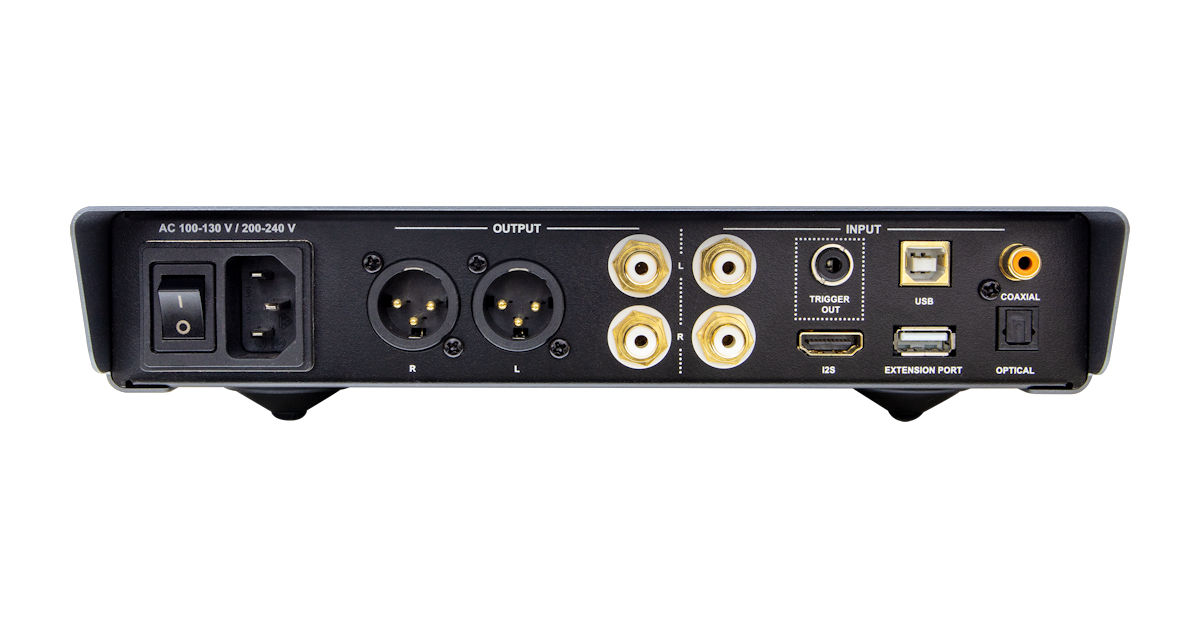 AC 100-130 V / 200-240 V
OUTPUT
INPUT
L
R
R
L
TRIGGER
OUT
USB
COAXIAL
I2S
EXTENSION PORT
OPTICAL